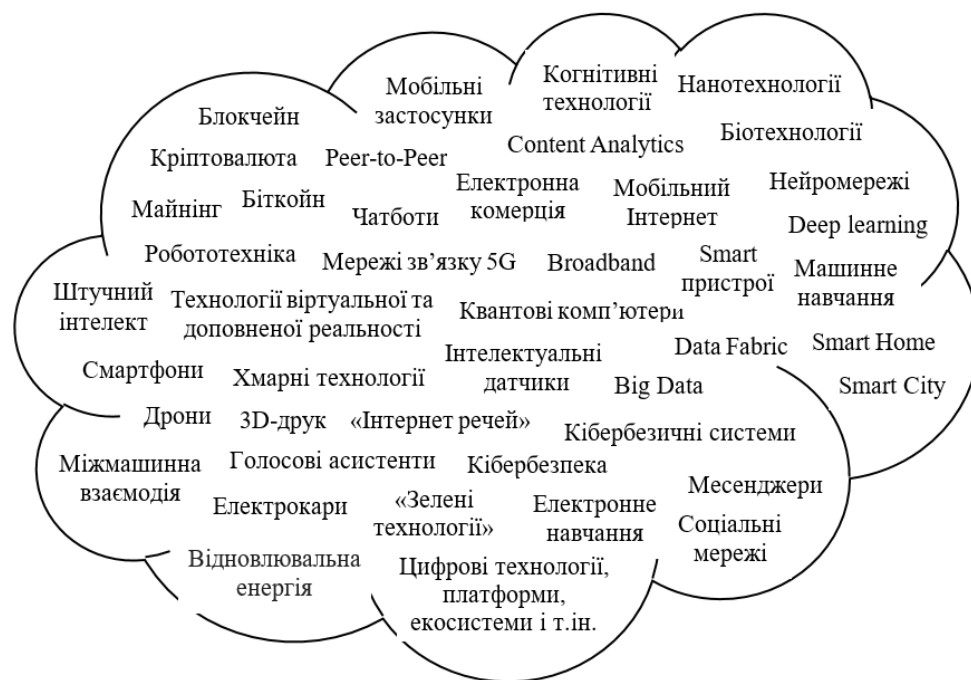 Когнітивні
технології
Нанотехнології
Мобільні
застосунки
Блокчейн
Content Analytics
Біотехнології
Кріптовалюта
Peer-to-Peer
Електронна
комерція
Мобільний
Інтернет
Нейромережі
Майнінг
Біткойн
Чатботи
Deep learning
Робототехніка
Мережі зв’язку 5G
Broadband
Smart
пристрої
Машинне
навчання
Штучний
інтелект
Технології віртуальної та
доповненої реальності
Квантові комп’ютери
Data Fabric
Smart Home
Смартфони
Хмарні технології
Інтелектуальні
датчики
Big Data
Smart City
Дрони
3D-друк
«Інтернет речей»
Кібербезичні системи
Міжмашинна
взаємодія
Голосові асистенти
Кібербезпека
Месенджери
Електрокари
«Зелені
технології»
Електронне
навчання
Соціальні
мережі
Відновлювальна
енергія
Цифрові технології,
платформи,
екосистеми і т.ін.